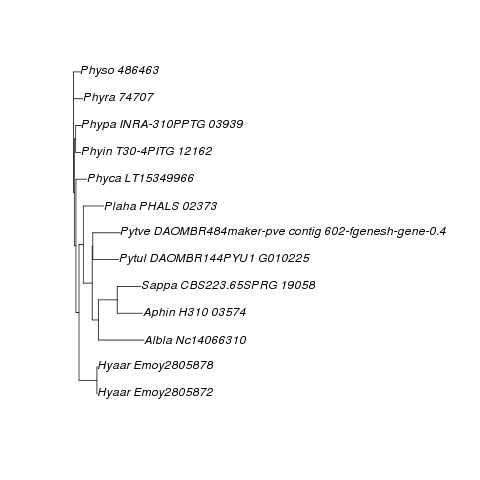 Physo 486463
Phyra 74707
Phypa INRA-310PPTG 03939
Phyin T30-4PITG 12162
Phyca LT15349966
Plaha PHALS 02373
Pytve DAOMBR484maker-pve contig 602-fgenesh-gene-0.4
Pytul DAOMBR144PYU1 G010225
Sappa CBS223.65SPRG 19058
Aphin H310 03574
Albla Nc14066310
Hyaar Emoy2805878
Hyaar Emoy2805872